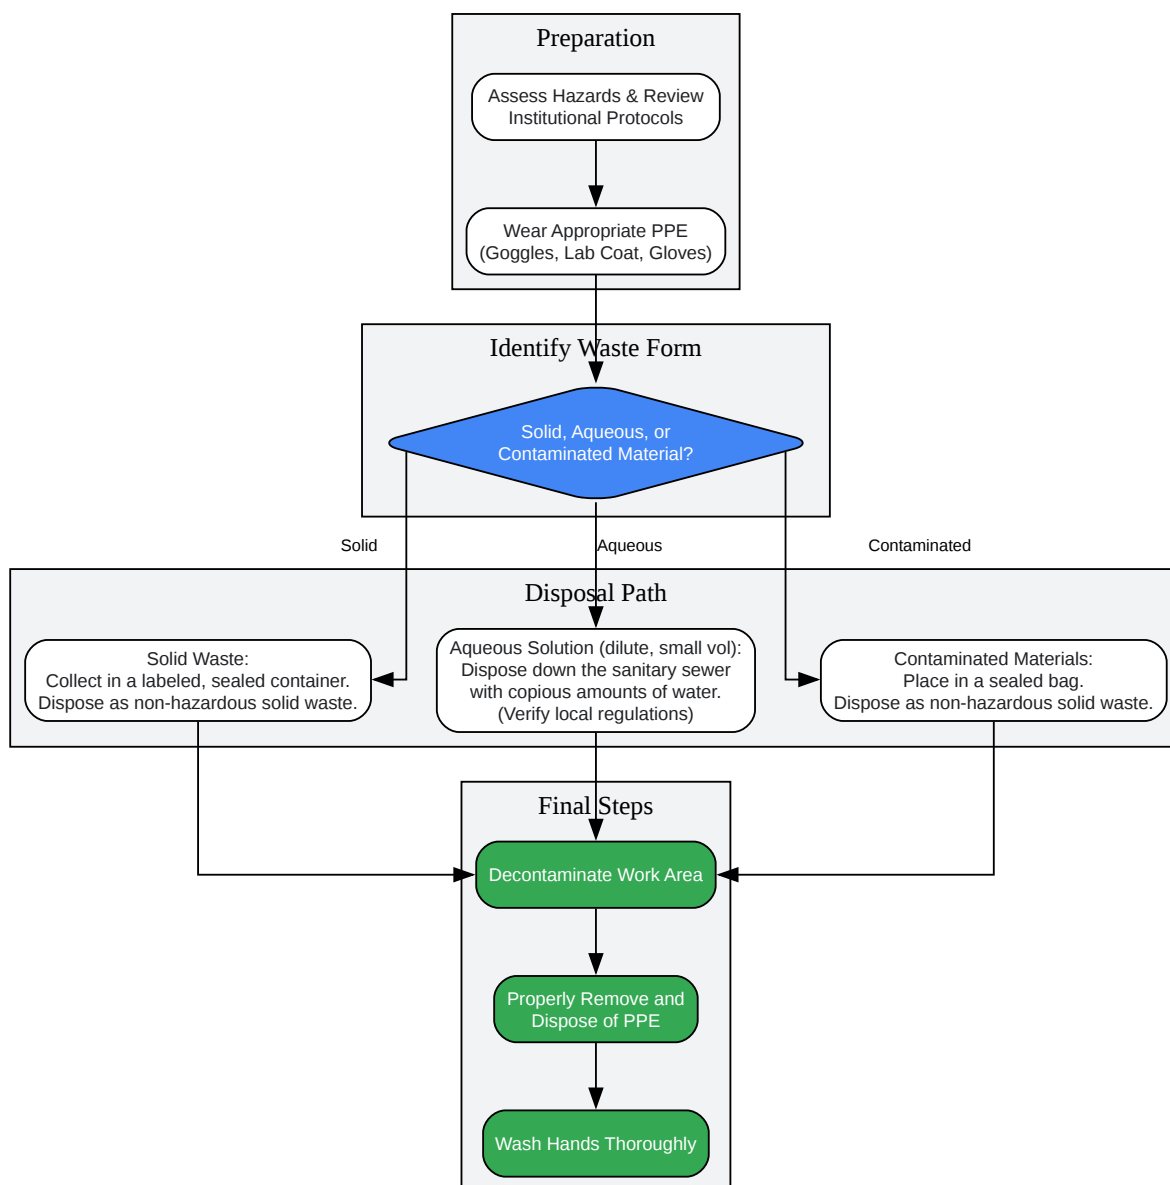 Preparation
Assess Hazards & Review
Institutional Protocols
Wear Appropriate PPE
(Goggles, Lab Coat, Gloves)
Identify Waste Form
Solid, Aqueous, or
Contaminated Material?
Solid
Aqueous
Contaminated
Disposal Path
Solid Waste:
Collect in a labeled, sealed container.
Dispose as non-hazardous solid waste.
Aqueous Solution (dilute, small vol):
Dispose down the sanitary sewer
with copious amounts of water.
(Verify local regulations)
Contaminated Materials:
Place in a sealed bag.
Dispose as non-hazardous solid waste.
Final Steps
Decontaminate Work Area
Properly Remove and
Dispose of PPE
Wash Hands Thoroughly